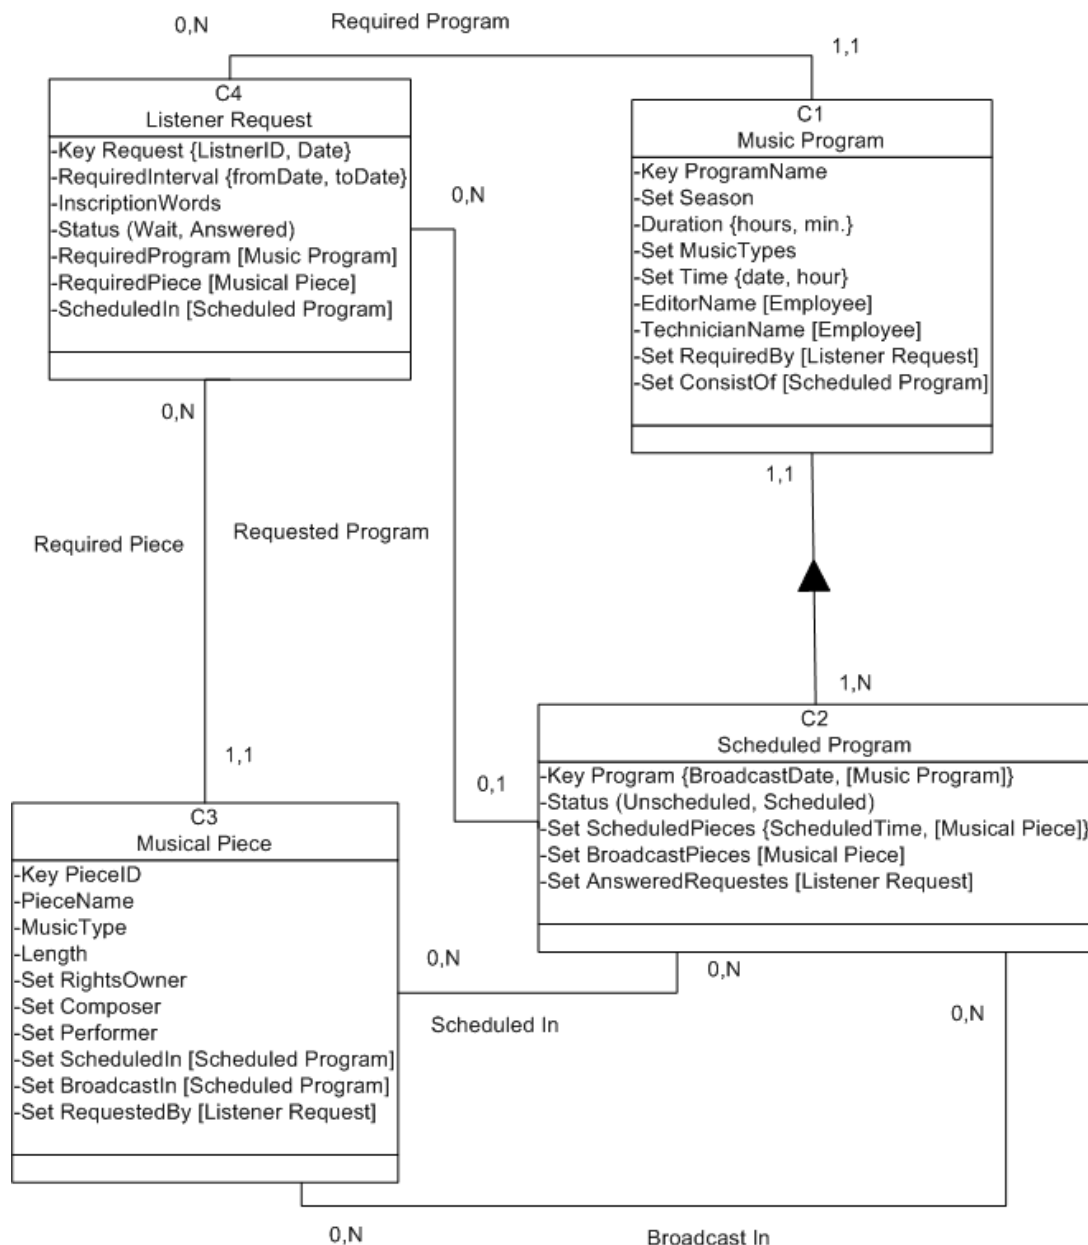 0,N
Required Program
1,1
C4
Listener Request
-Key Request {ListnerID, Date}
-RequiredInterval {fromDate, toDate}
-InscriptionWords
-Status (Wait, Answered)
-RequiredProgram [Music Program]
-RequiredPiece [Musical Piece]
-ScheduledIn [Scheduled Program]
0,N
0,N
C1
Music Program
-Key ProgramName
-Set Season
-Duration {hours, min.}
-Set MusicTypes
-Set Time {date, hour}
-EditorName [Employee]
-TechnicianName [Employee]
-Set RequiredBy [Listener Request]
-Set ConsistOf [Scheduled Program]
1,1
Required Piece
Requested Program
1,N
1,1
0,1
C2
Scheduled Program
-Key Program {BroadcastDate, [Music Program]}
-Status (Unscheduled, Scheduled)
-Set ScheduledPieces {ScheduledTime, [Musical Piece]}
-Set BroadcastPieces [Musical Piece]
-Set AnsweredRequestes [Listener Request]
C3
Musical Piece
-Key PieceID
-PieceName
-MusicType
-Length
-Set RightsOwner
-Set Composer
-Set Performer
-Set ScheduledIn [Scheduled Program]
-Set BroadcastIn [Scheduled Program]
-Set RequestedBy [Listener Request]
0,N
0,N
Scheduled In
0,N
0,N
Broadcast In